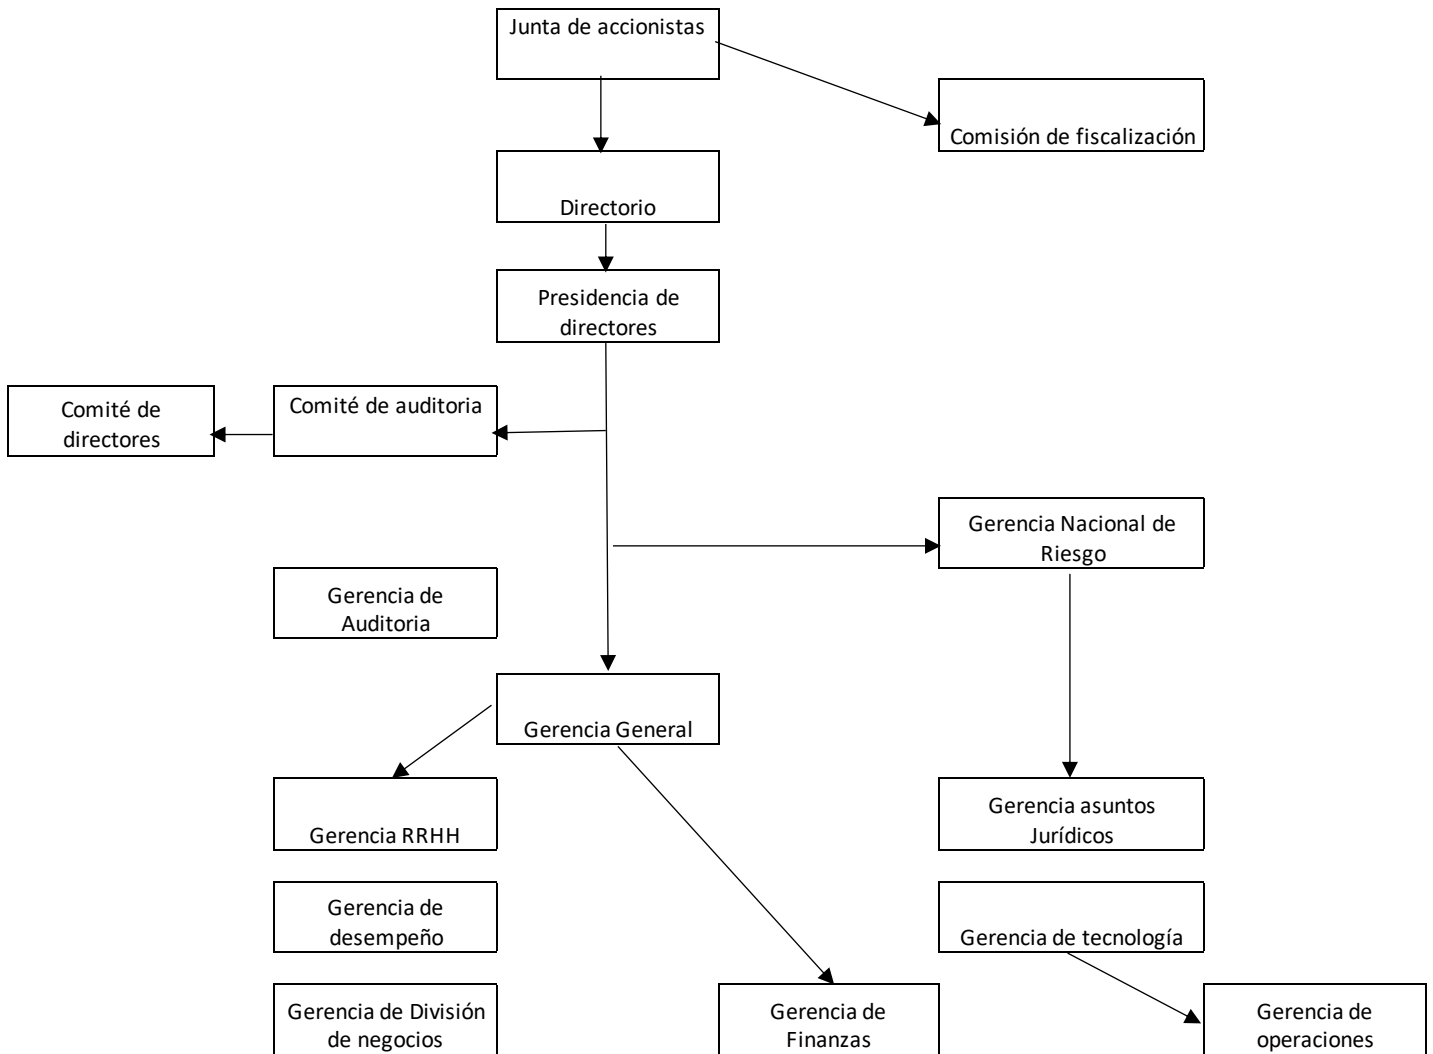 Junta de accionistas
Comisión de fiscalización
Directorio
Presidencia de
directores
Comité de
directores
Comité de auditoria
Gerencia Nacional de
Riesgo
Gerencia de
Auditoria
Gerencia General
Gerencia RRHH
Gerencia asuntos
Jurídicos
Gerencia de
desempeño
Gerencia de tecnología
Gerencia de División
de negocios
Gerencia de
Finanzas
Gerencia de
operaciones